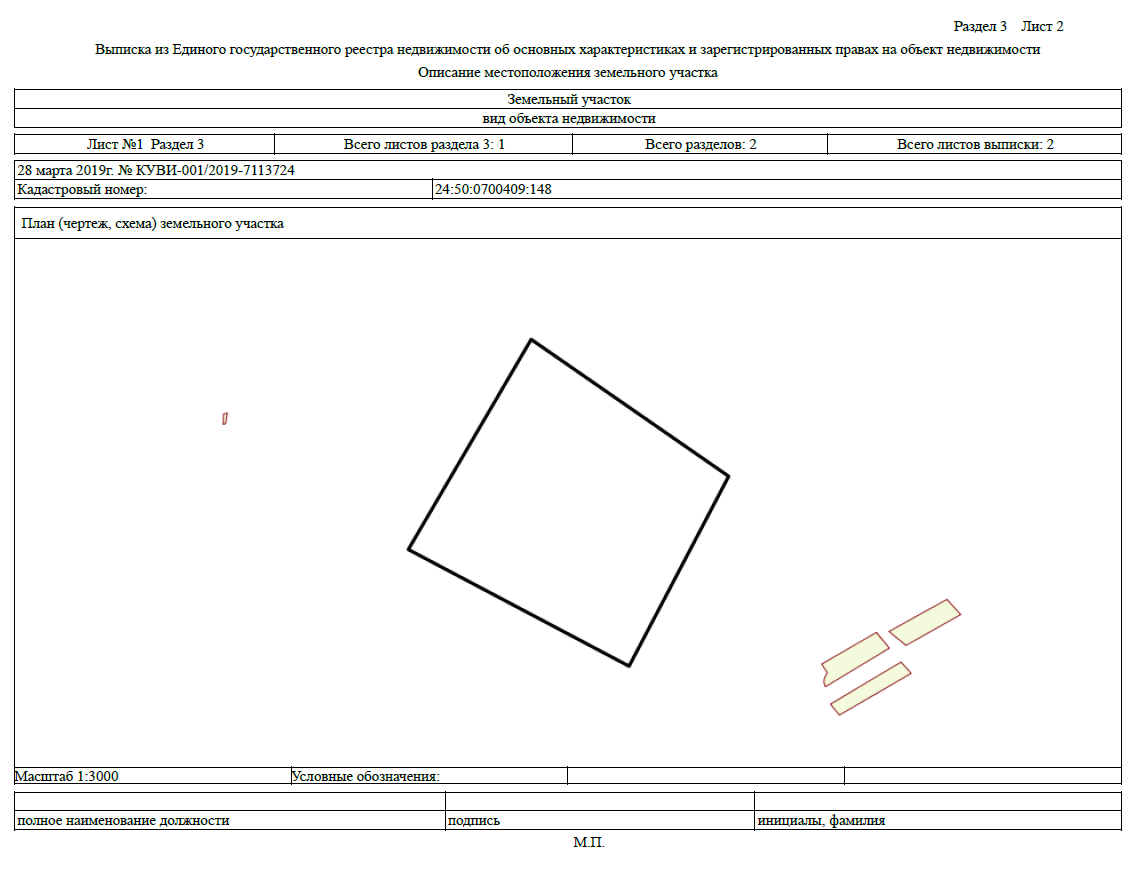 Раздел 3 Лист 2
Выписка из Единого государственного реестра недвижимости об основных характеристиках и зарегистрированных правах на объект недвижимости
Описание местоположения земельного участка
Земельный участок
вид объекта недвижимости
Лист №1 Раздел 3 Всего листов раздела 3: 1 Всего разделов: 2 Всего листов выписки: 2
28 марта 2019г. № КУВИ-001/2019-7113724
Кадастровый номер: 24:50:0700409:148
План (чертеж, схема) земельного участка
Масштаб 1:3000 Условные обозначения:
полное наименование должности подпись инициалы, фамилия
М.П.